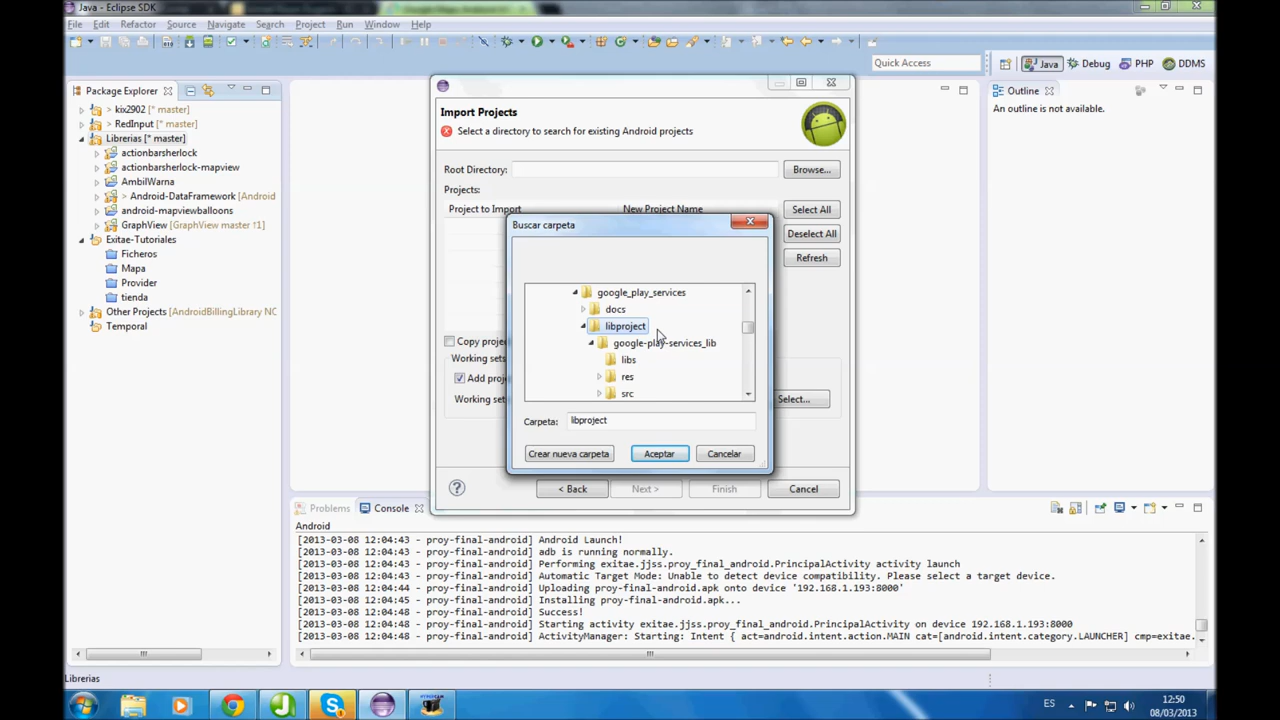 Java - Eclipse SDK
File Edit Refactor Source Navigate Search Project Run Window Help
Quick Access
Java Debug PHP DDMS
Package Explorer
> kix2902 [* master]
> RedInput [* master]
Librerias [* master]
actionbarsherlock
actionbarsherlock-mapview
AmbilWarna
> Android-DataFramework [Android
android-mapviewballoons
GraphView [GraphView master ↑1]
Exitae-Tutoriales
Ficheros
Mapa
Provider
tienda
Other Projects [AndroidBillingLibrary NC
Temporal
Import Projects
Select a directory to search for existing Android projects
Root Directory:
Browse...
Projects:
Project to Import New Project Name
Select All
Deselect All
Refresh
Copy proje
Working sets
Add proj
Working set
Select...
< Back Next > Finish Cancel
Buscar carpeta
google_play_services
docs
libproject
google-play-services_lib
libs
res
src
Carpeta: libproject
Crear nueva carpeta Aceptar Cancelar
Outline
An outline is not available.
Problems Console
Android
[2013-03-08 12:04:43 - proy-final-android] Android Launch!
[2013-03-08 12:04:43 - proy-final-android] adb is running normally.
[2013-03-08 12:04:43 - proy-final-android] Performing exitae.jjss.proy_final_android.PrincipalActivity activity launch
[2013-03-08 12:04:43 - proy-final-android] Automatic Target Mode: Unable to detect device compatibility. Please select a target device.
[2013-03-08 12:04:44 - proy-final-android] Uploading proy-final-android.apk onto device '192.168.1.193:8000'
[2013-03-08 12:04:45 - proy-final-android] Installing proy-final-android.apk...
[2013-03-08 12:04:48 - proy-final-android] Success!
[2013-03-08 12:04:48 - proy-final-android] Starting activity exitae.jjss.proy_final_android.PrincipalActivity on device 192.168.1.193:8000
[2013-03-08 12:04:48 - proy-final-android] ActivityManager: Starting: Intent { act=android.intent.action.MAIN cat=[android.intent.category.LAUNCHER] cmp=exitae.
Librerias
ES
12:50
08/03/2013